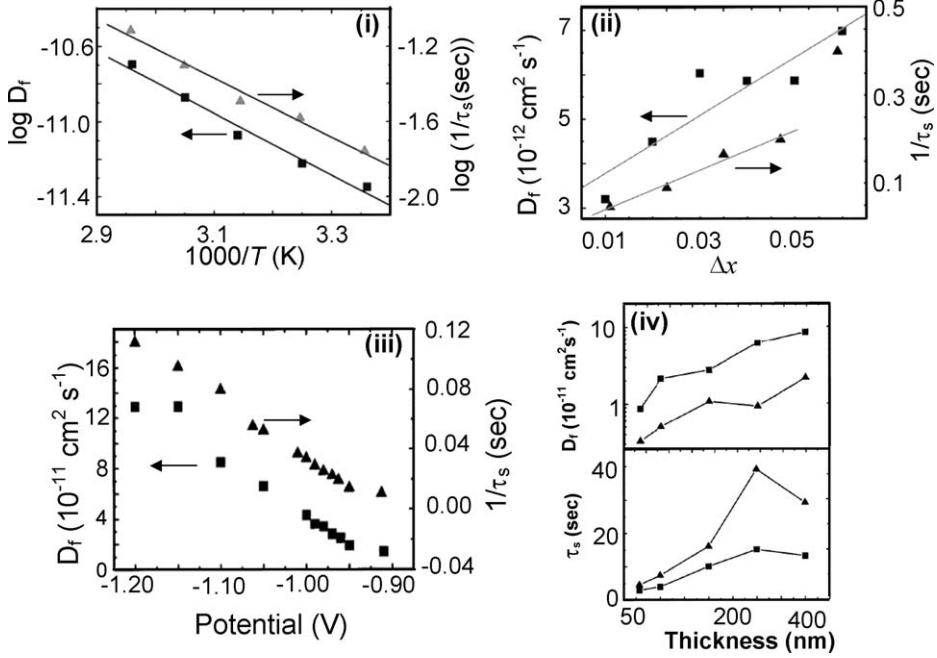 (i)
log D_f
-10.6
-11.0
-11.4
-1.2
-1.6
-2.0
log (1/τ_s(sec))
2.9
3.1
3.3
1000/T (K)
(ii)
D_f (10^-12 cm^2 s^-1)
7
5
3
0.5
0.3
0.1
1/τ_s (sec)
0.01
0.03
0.05
Δx
(iii)
D_f (10^-11 cm^2 s^-1)
16
12
8
4
0
0.12
0.08
0.04
0.00
-0.04
1/τ_s (sec)
-1.20
-1.10
-1.00
-0.90
Potential (V)
(iv)
D_f (10^-11 cm^2s^-1)
10
1
τ_s (sec)
40
20
0
50
200
400
Thickness (nm)